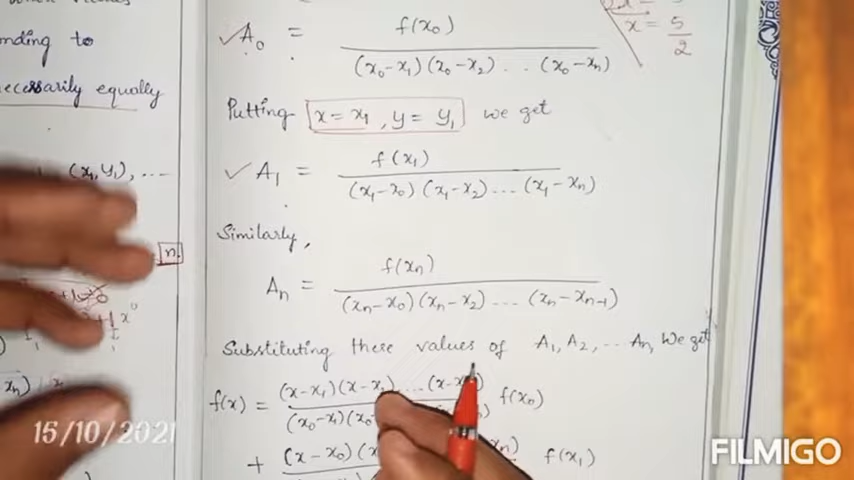 nding to
necessarily equally
(x₁, y₁), ...
n.
✓A₀ = f(x₀) / (x₀-x₁)(x₀-x₂) .. (x₀-xₙ)
x = 5/2
Putting x = x₁, y = y₁ we get
✓A₁ = f(x₁) / (x₁-x₀)(x₁-x₂)....(x₁-xₙ)
Similarly,
Aₙ = f(xₙ) / (xₙ-x₀)(xₙ-x₂) ... (xₙ-xₙ₋₁)
Substituting these values of A₁, A₂, .. Aₙ, We get
f(x) = (x-x₁)(x-x₂)....(x-xₙ) / (x₀-x₁)(x₀ f(x₀)
+ (x-x₀)(x xₙ) f(x₁)
15/10/2021
FILMIGO